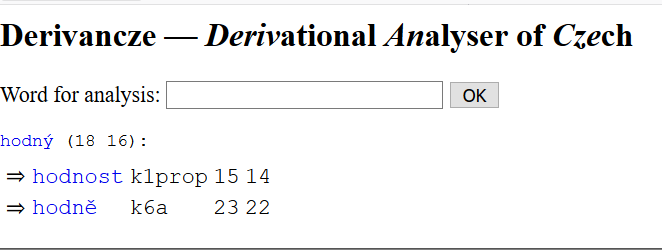 Derivancze — Derivational Analyser of Czech
Word for analysis: OK
hodný (18 16):
⇒ hodnost k1prop 15 14
⇒ hodně k6a 23 22